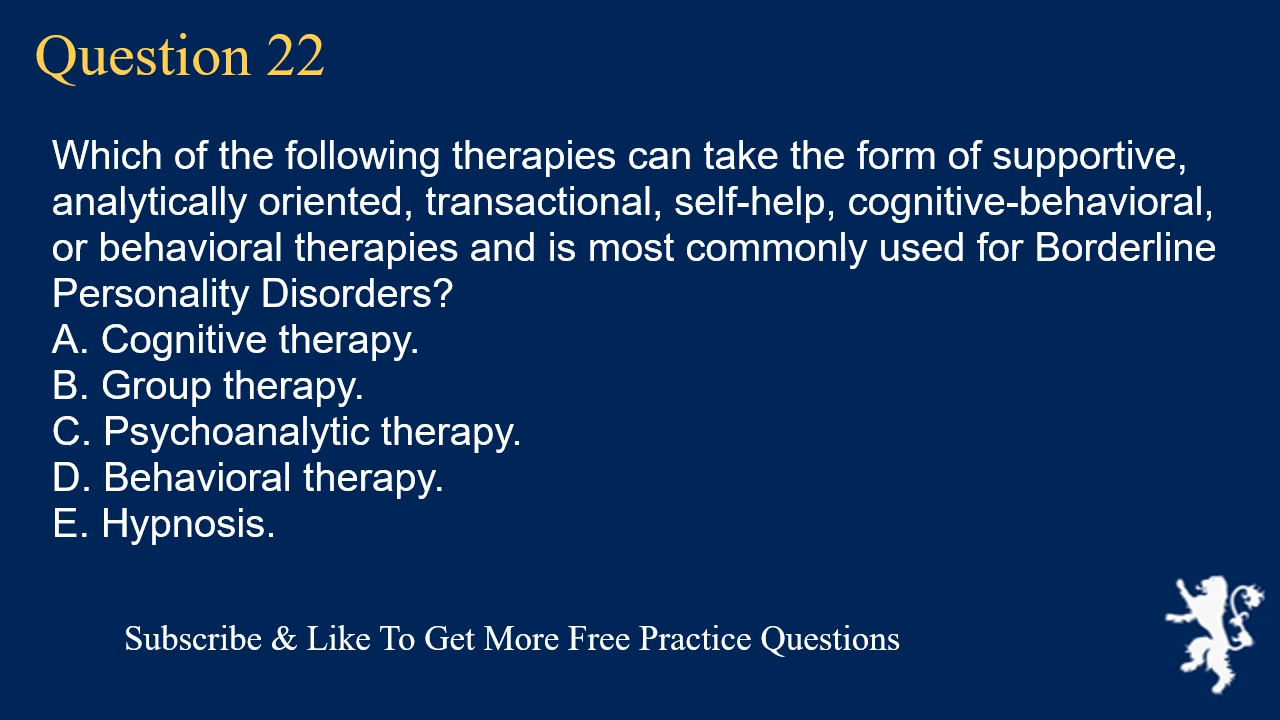 Question 22
Which of the following therapies can take the form of supportive,
analytically oriented, transactional, self-help, cognitive-behavioral,
or behavioral therapies and is most commonly used for Borderline
Personality Disorders?
A. Cognitive therapy.
B. Group therapy.
C. Psychoanalytic therapy.
D. Behavioral therapy.
E. Hypnosis.
Subscribe & Like To Get More Free Practice Questions